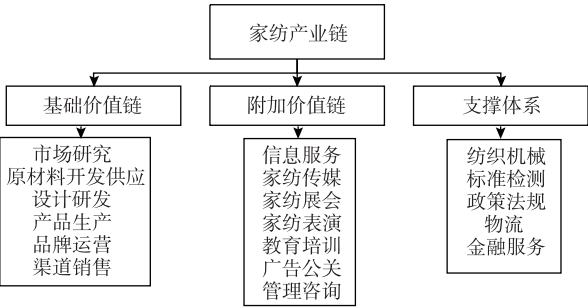 家纺产业链
基础价值链
附加价值链
支撑体系
市场研究
原材料开发供应
设计研发
产品生产
品牌运营
渠道销售
信息服务
家纺传媒
家纺展会
家纺表演
教育培训
广告公关
管理咨询
纺织机械
标准检测
政策法规
物流
金融服务